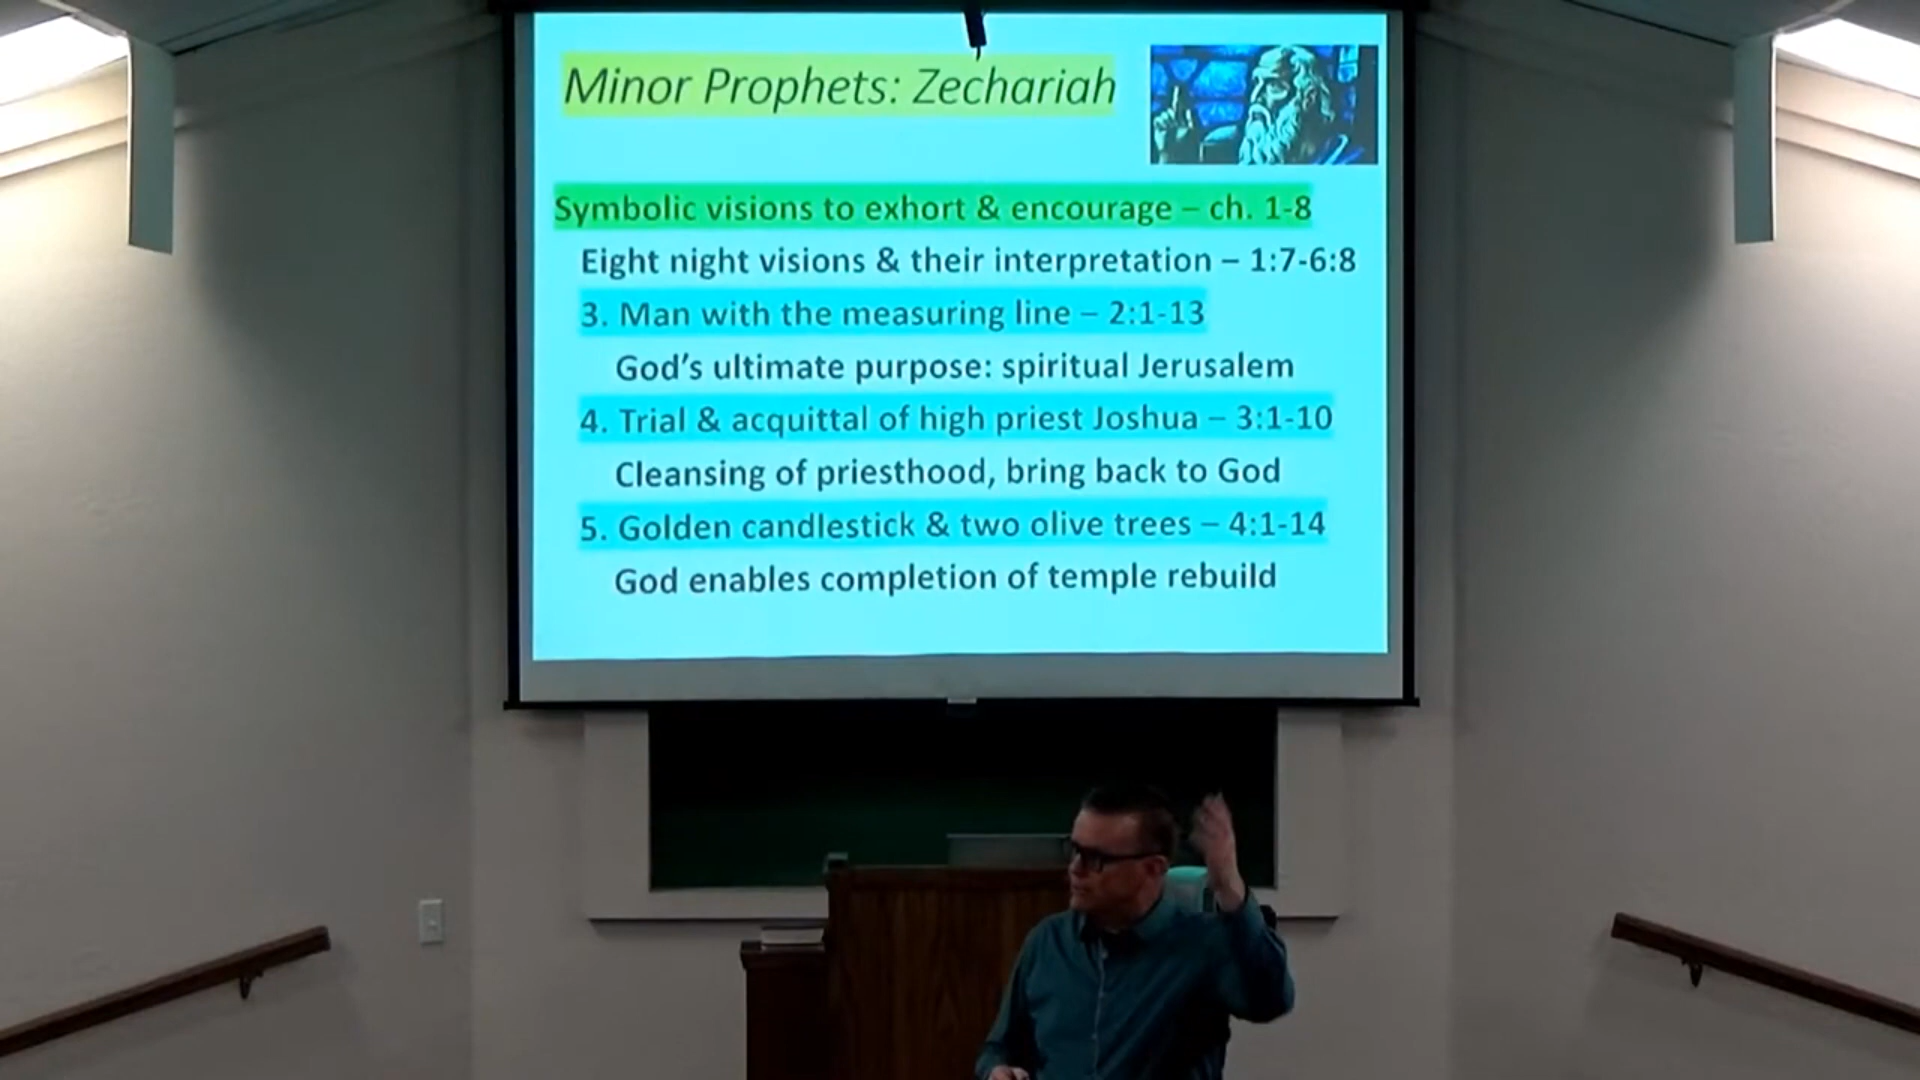 Minor Prophets: Zechariah
Symbolic visions to exhort & encourage – ch. 1-8
Eight night visions & their interpretation – 1:7-6:8
3. Man with the measuring line – 2:1-13
God’s ultimate purpose: spiritual Jerusalem
4. Trial & acquittal of high priest Joshua – 3:1-10
Cleansing of priesthood, bring back to God
5. Golden candlestick & two olive trees – 4:1-14
God enables completion of temple rebuild